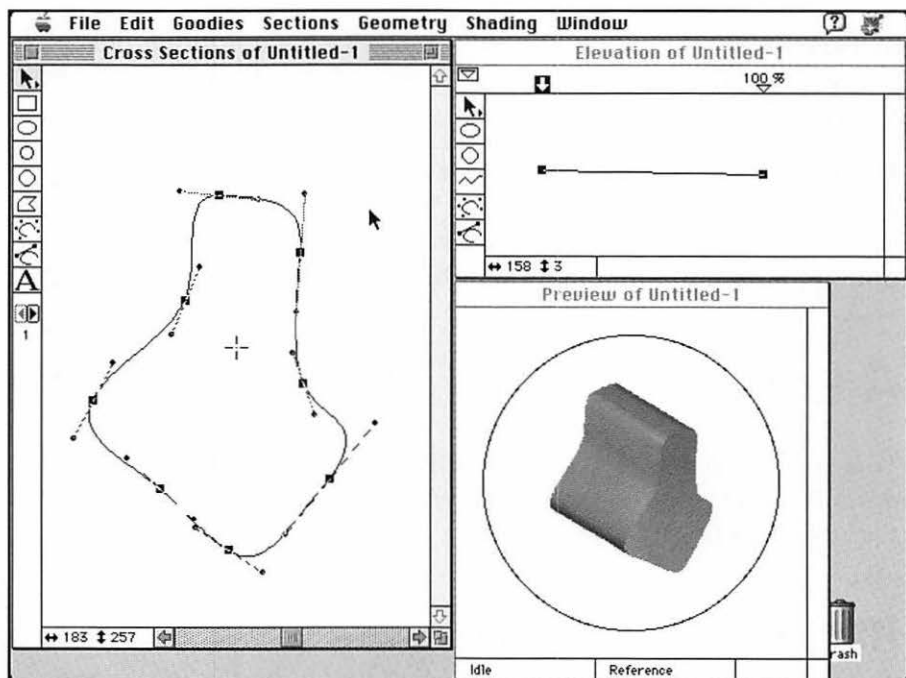 File Edit Goodies Sections Geometry Shading Window
Cross Sections of Untitled-1
A
1
183 257
Elevation of Untitled-1
100 %
158 3
Preview of Untitled-1
Idle Reference
rash